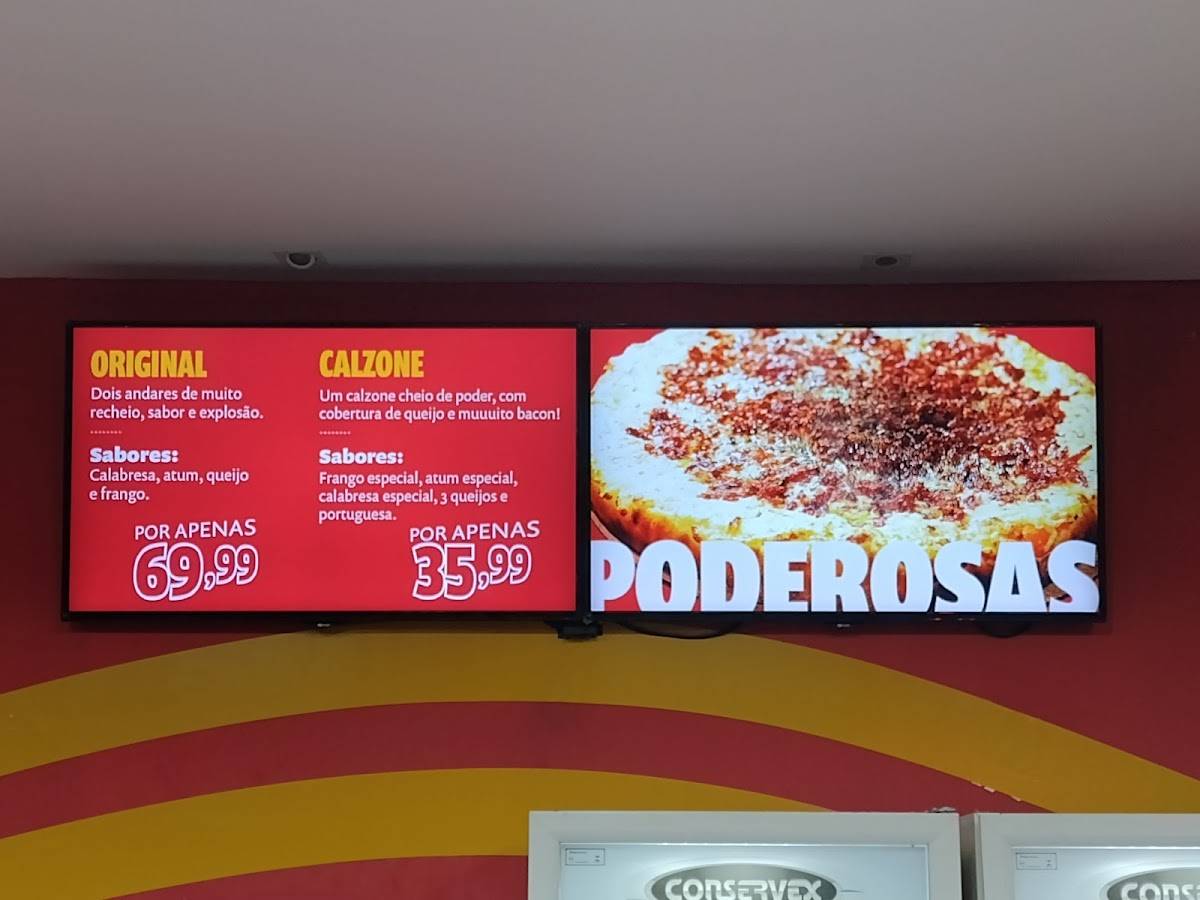 ORIGINAL
Dois andares de muito
recheio, sabor e explosão.
Sabores:
Calabresa, atum, queijo
e frango.
POR APENAS
69,99
CALZONE
Um calzone cheio de poder, com
cobertura de queijo e muuuito bacon!
Sabores:
Frango especial, atum especial,
calabresa especial, 3 queijos e
portuguesa.
POR APENAS
35,99
PODEROSAS
CONSERVEX
CONS